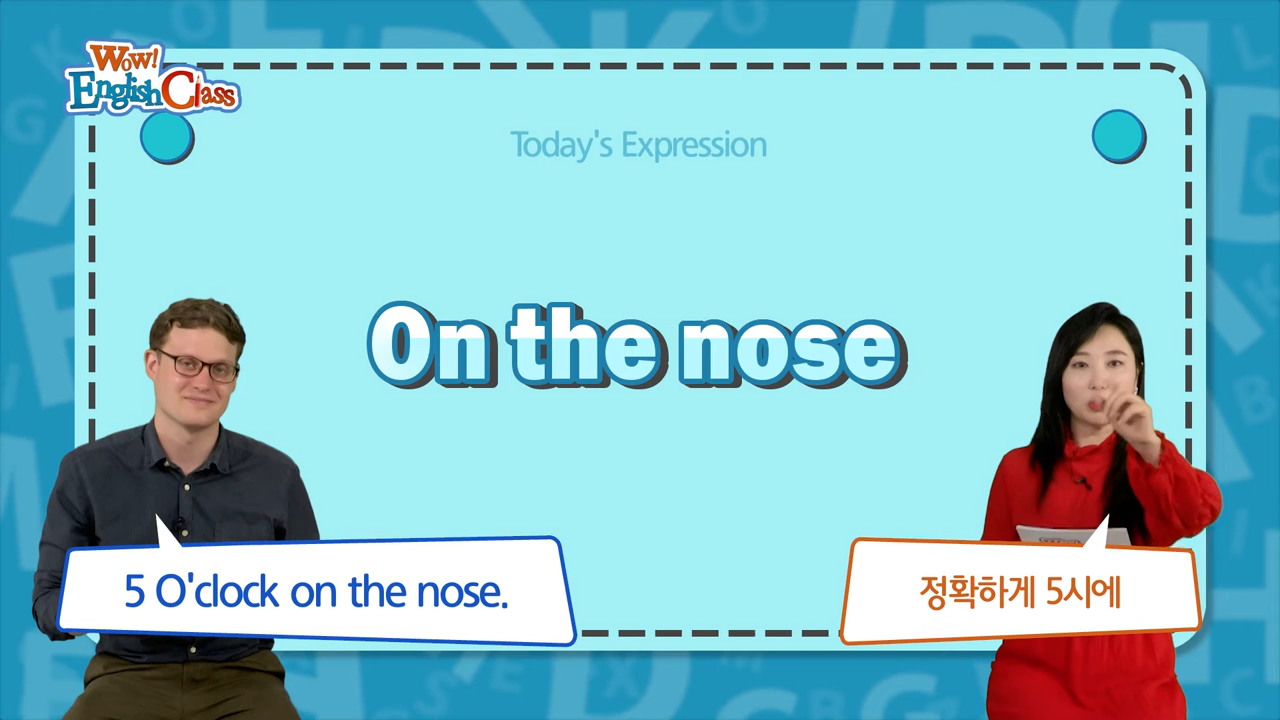 Wow!
English Class
Today's Expression
On the nose
5 O'clock on the nose.
정확하게 5시에